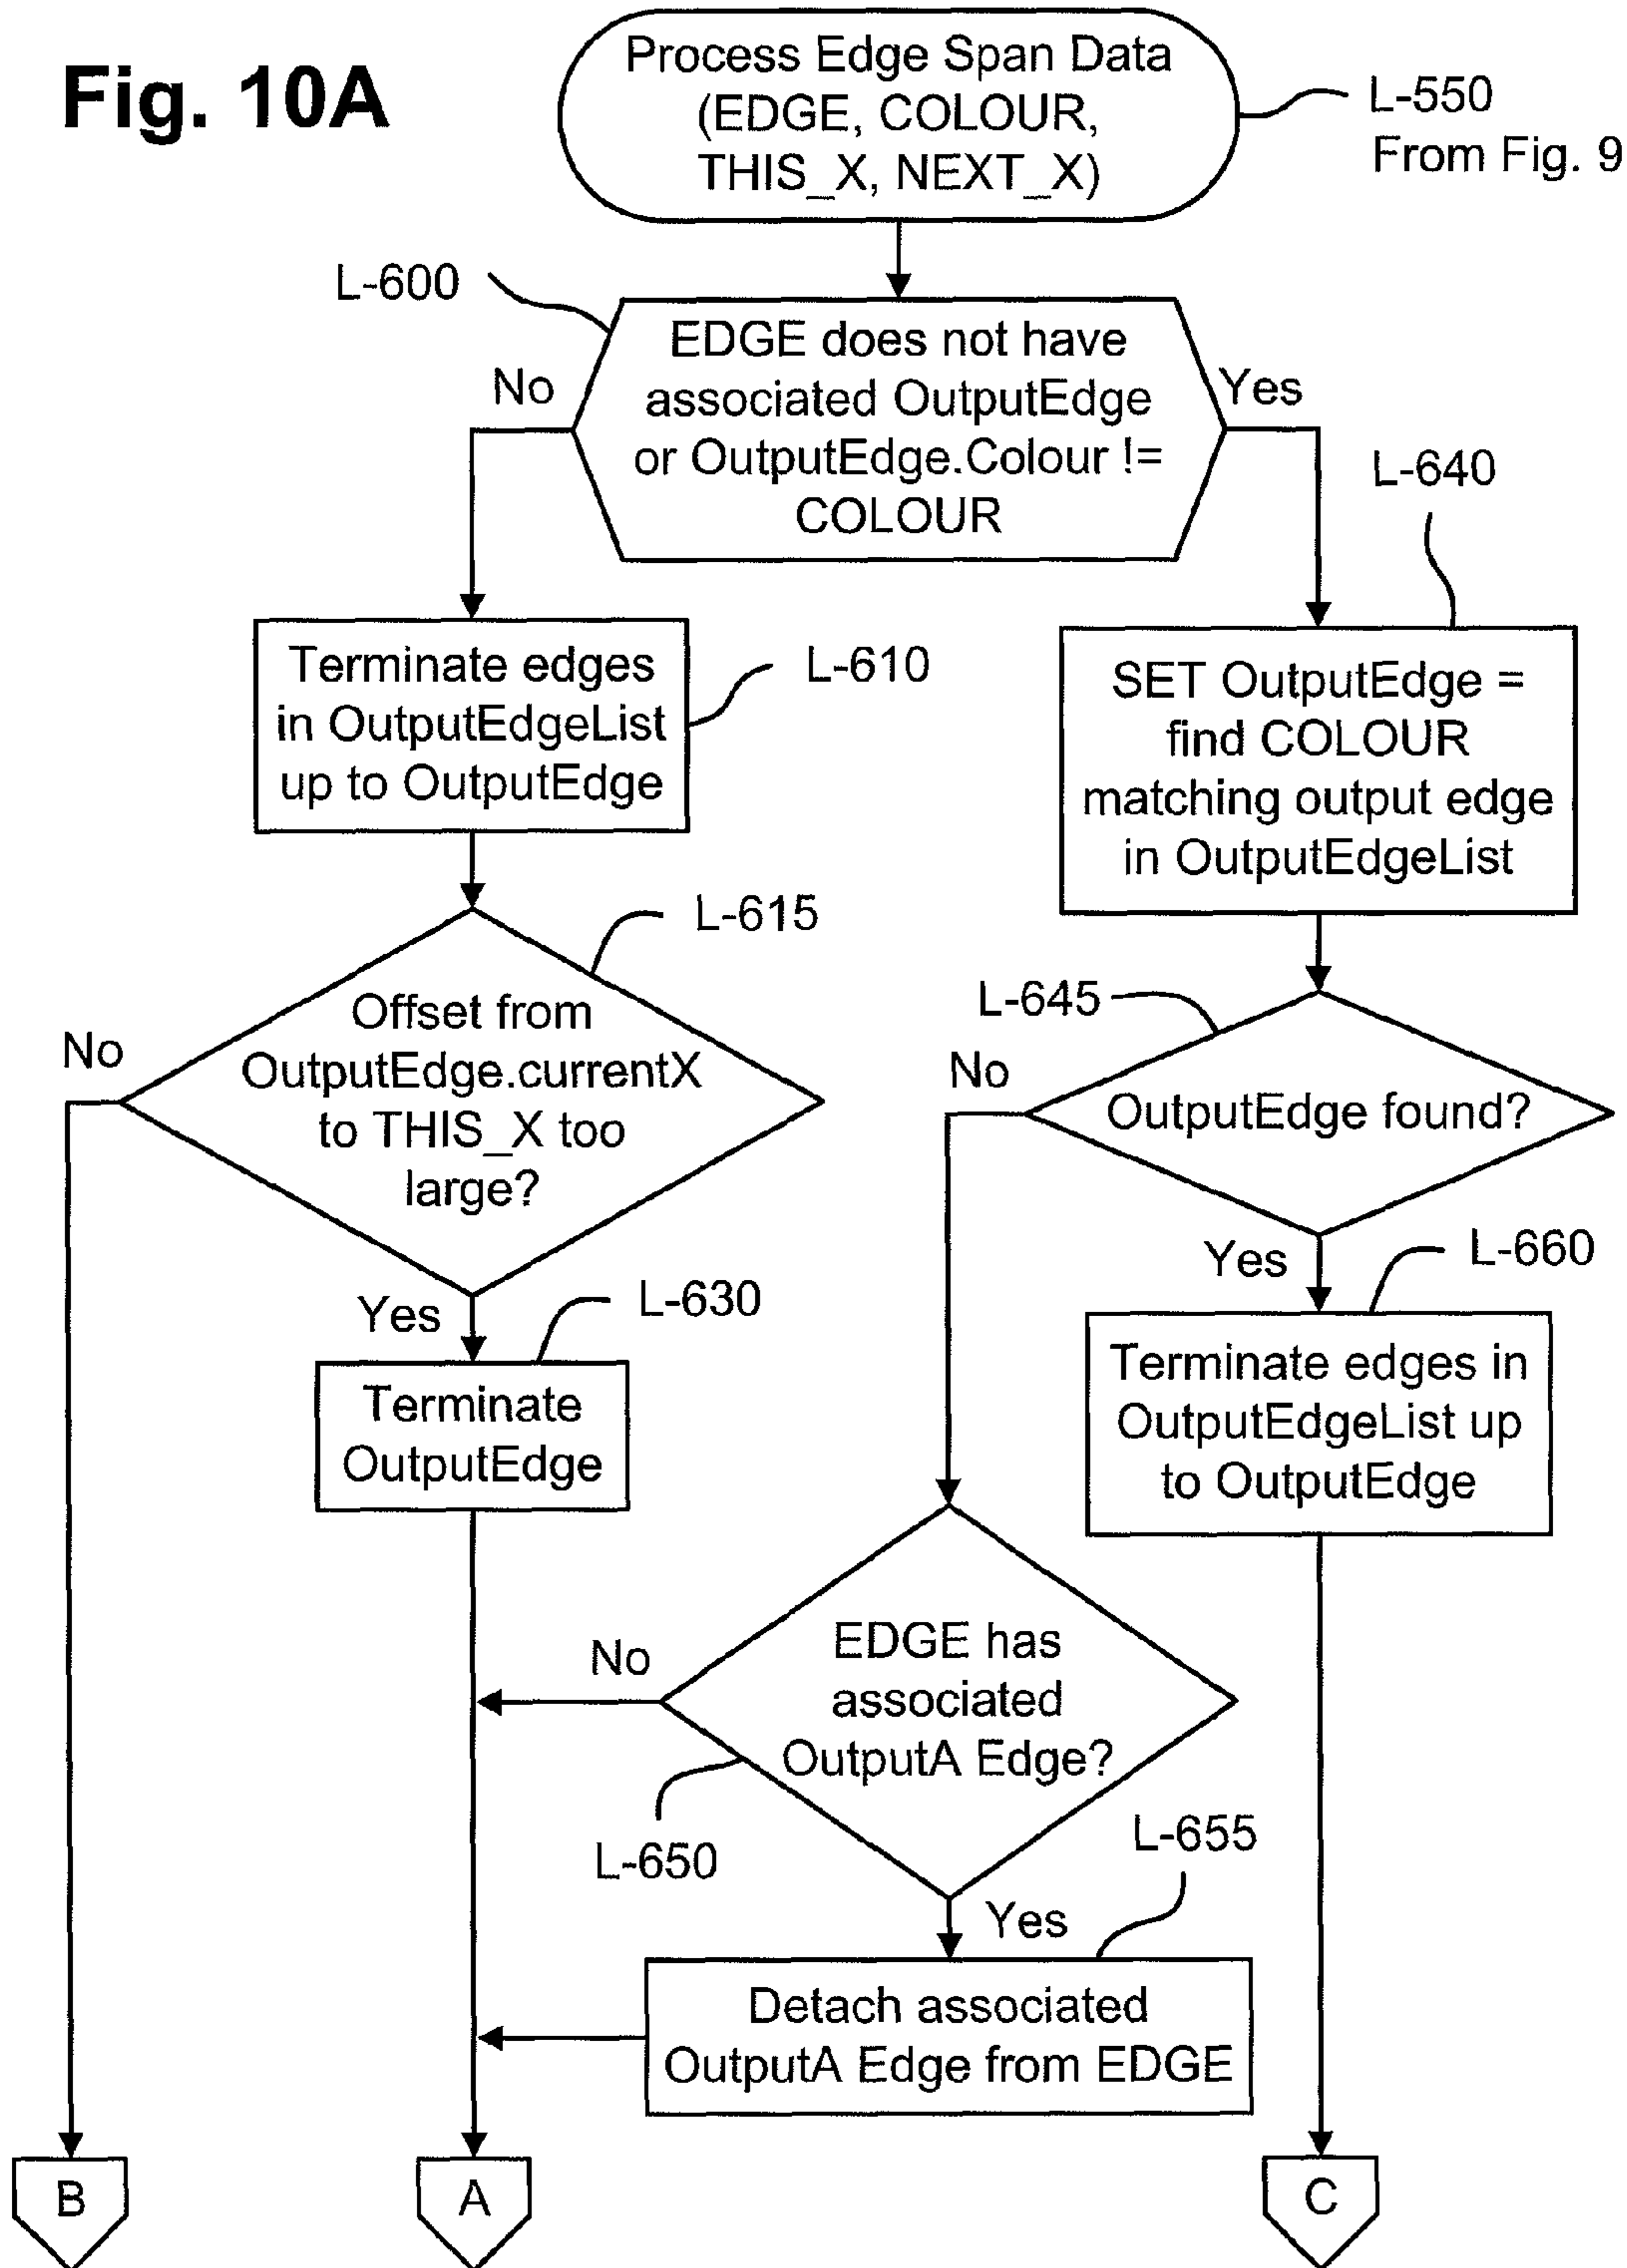 Fig. 10A
Process Edge Span Data
(EDGE, COLOUR,
THIS_X, NEXT_X)
L-550
From Fig. 9
L-600
EDGE does not have
associated OutputEdge
or OutputEdge.Colour !=
COLOUR
No
Yes
L-640
Terminate edges
in OutputEdgeList
up to OutputEdge
L-610
SET OutputEdge =
find COLOUR
matching output edge
in OutputEdgeList
L-615
Offset from
OutputEdge.currentX
to THIS_X too
large?
No
L-645
No
OutputEdge found?
Yes
L-630
Yes
L-660
Terminate
OutputEdge
Terminate edges in
OutputEdgeList up
to OutputEdge
No
EDGE has
associated
OutputA Edge?
L-650
L-655
Yes
Detach associated
OutputA Edge from EDGE
B
A
C